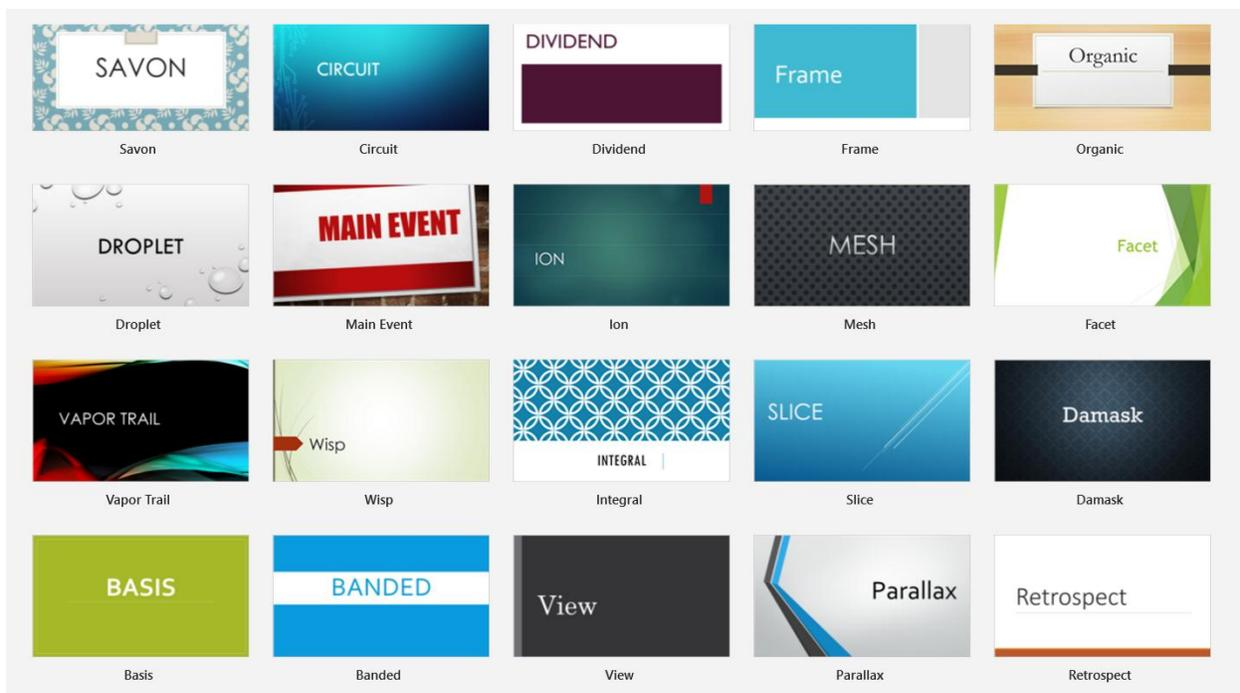 SAVON
CIRCUIT
DIVIDEND
Frame
Organic
Savon
Circuit
Dividend
Frame
Organic
DROPLET
MAIN EVENT
ION
MESH
Facet
Droplet
Main Event
Ion
Mesh
Facet
VAPOR TRAIL
Wisp
INTEGRAL
SLICE
Damask
Vapor Trail
Wisp
Integral
Slice
Damask
BASIS
BANDED
View
Parallax
Retrospect
Basis
Banded
View
Parallax
Retrospect